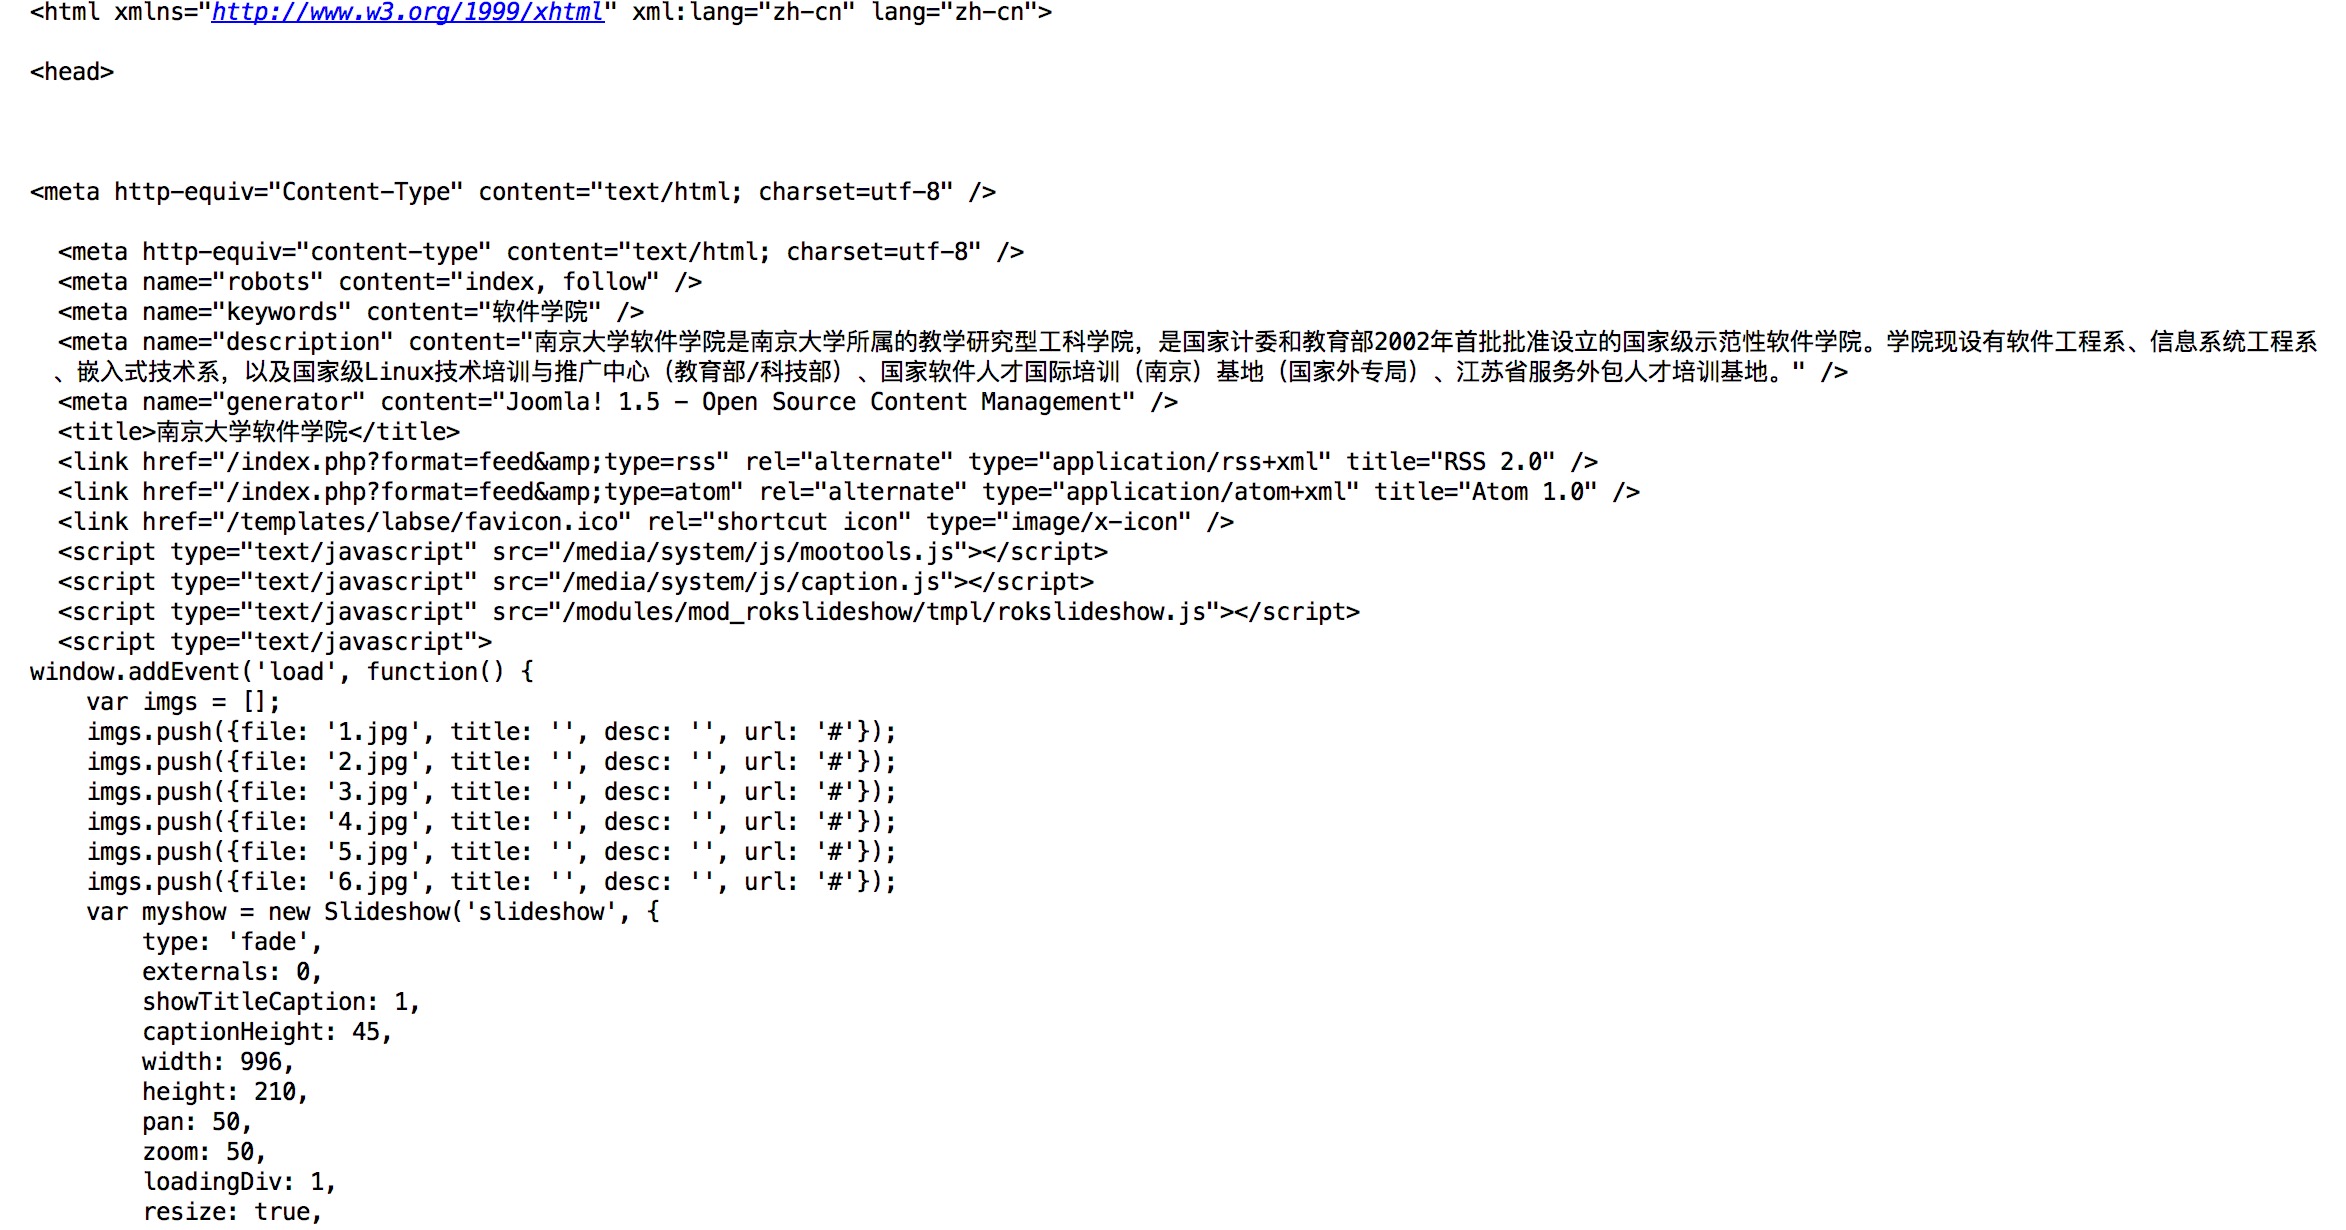 <html xmlns="http://www.w3.org/1999/xhtml" xml:lang="zh-cn" lang="zh-cn">
<head>
<meta http-equiv="Content-Type" content="text/html; charset=utf-8" />
<meta http-equiv="content-type" content="text/html; charset=utf-8" />
<meta name="robots" content="index, follow" />
<meta name="keywords" content="软件学院" />
<meta name="description" content="南京大学软件学院是南京大学所属的教学研究型工科学院，是国家计委和教育部2002年首批批准设立的国家级示范性软件学院。学院现设有软件工程系、信息系统工程系
、嵌入式技术系，以及国家级Linux技术培训与推广中心（教育部/科技部）、国家软件人才国际培训（南京）基地（国家外专局）、江苏省服务外包人才培训基地。" />
<meta name="generator" content="Joomla! 1.5 - Open Source Content Management" />
<title>南京大学软件学院</title>
<link href="/index.php?format=feed&amp;type=rss" rel="alternate" type="application/rss+xml" title="RSS 2.0" />
<link href="/index.php?format=feed&amp;type=atom" rel="alternate" type="application/atom+xml" title="Atom 1.0" />
<link href="/templates/labse/favicon.ico" rel="shortcut icon" type="image/x-icon" />
<script type="text/javascript" src="/media/system/js/mootools.js"></script>
<script type="text/javascript" src="/media/system/js/caption.js"></script>
<script type="text/javascript" src="/modules/mod_rokslideshow/tmpl/rokslideshow.js"></script>
<script type="text/javascript">
window.addEvent('load', function() {
var imgs = [];
imgs.push({file: '1.jpg', title: '', desc: '', url: '#'});
imgs.push({file: '2.jpg', title: '', desc: '', url: '#'});
imgs.push({file: '3.jpg', title: '', desc: '', url: '#'});
imgs.push({file: '4.jpg', title: '', desc: '', url: '#'});
imgs.push({file: '5.jpg', title: '', desc: '', url: '#'});
imgs.push({file: '6.jpg', title: '', desc: '', url: '#'});
var myshow = new Slideshow('slideshow', {
type: 'fade',
externals: 0,
showTitleCaption: 1,
captionHeight: 45,
width: 996,
height: 210,
pan: 50,
zoom: 50,
loadingDiv: 1,
resize: true,